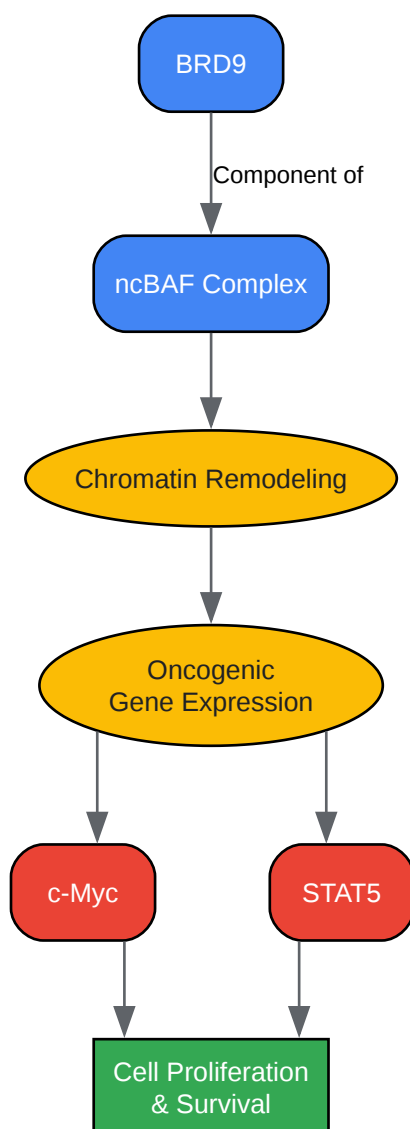 BRD9
Component of
ncBAF Complex
Chromatin Remodeling
Oncogenic
Gene Expression
c-Myc
STAT5
Cell Proliferation
& Survival